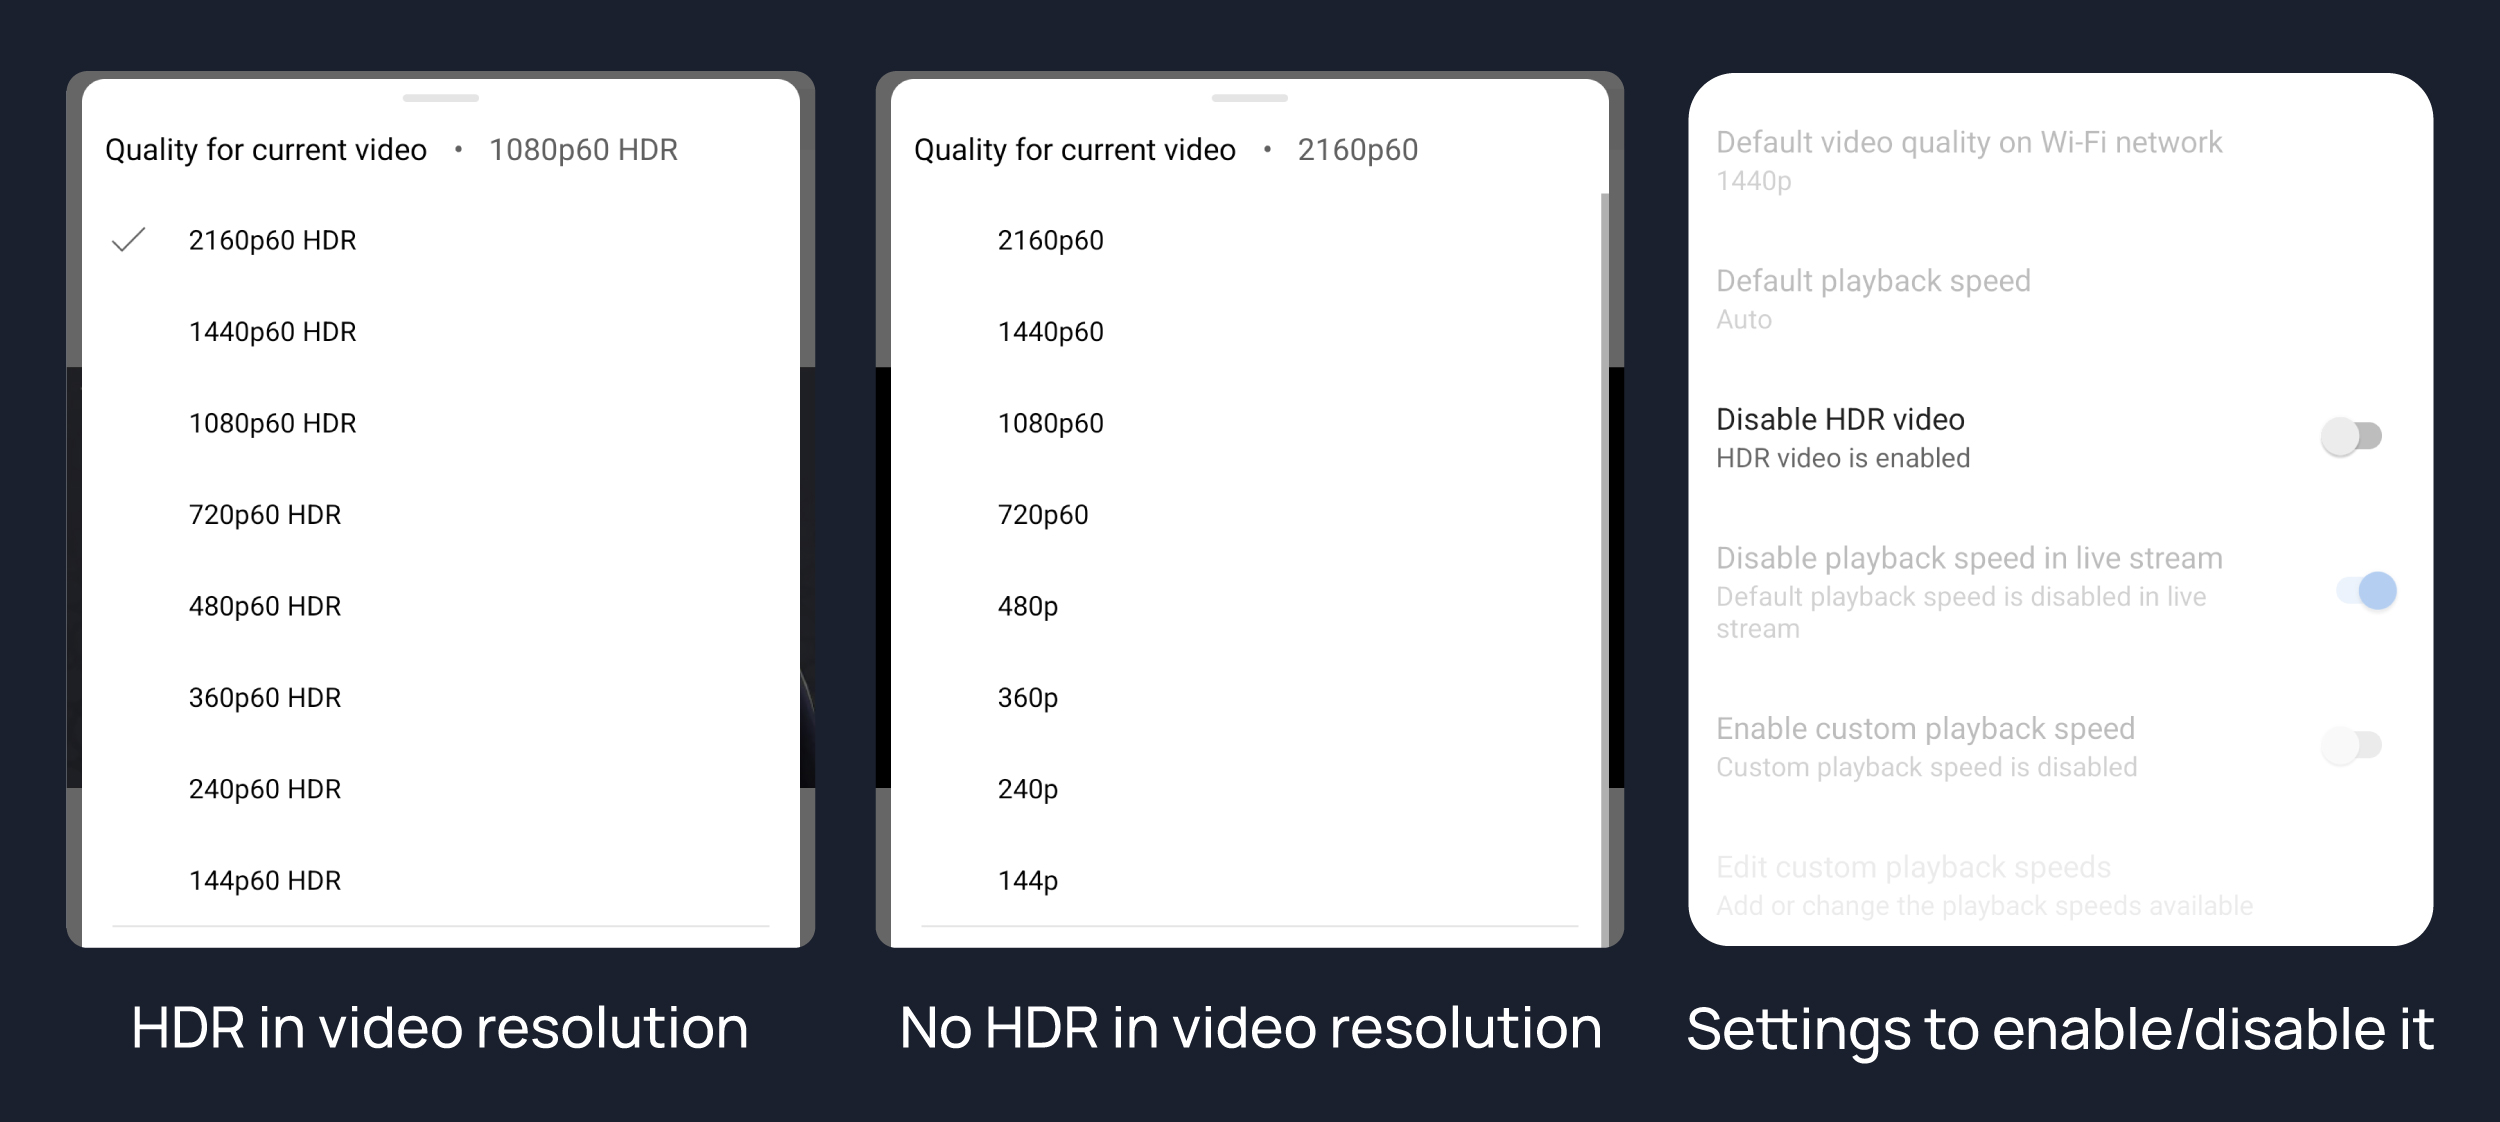 Quality for current video • 1080p60 HDR
2160p60 HDR
1440p60 HDR
1080p60 HDR
720p60 HDR
480p60 HDR
360p60 HDR
240p60 HDR
144p60 HDR
HDR in video resolution
Quality for current video • 2160p60
2160p60
1440p60
1080p60
720p60
480p
360p
240p
144p
No HDR in video resolution
Default video quality on Wi-Fi network
1440p
Default playback speed
Auto
Disable HDR video
HDR video is enabled
Disable playback speed in live stream
Default playback speed is disabled in live
stream
Enable custom playback speed
Custom playback speed is disabled
Edit custom playback speeds
Add or change the playback speeds available
Settings to enable/disable it